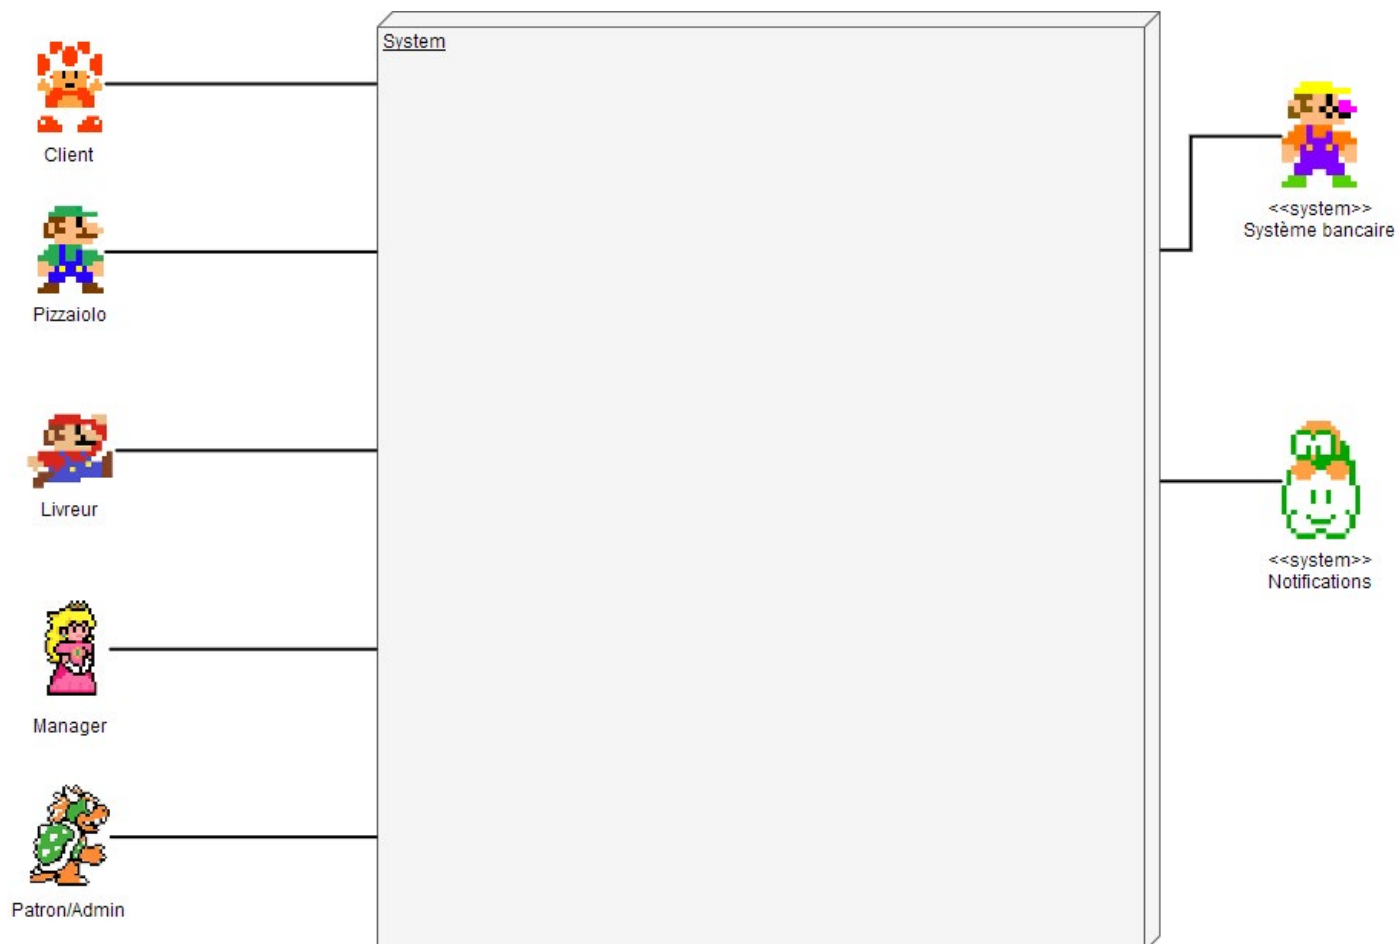 System
Client
Pizzaiolo
Livreur
Manager
Patron/Admin
<<system>>
Système bancaire
<<system>>
Notifications